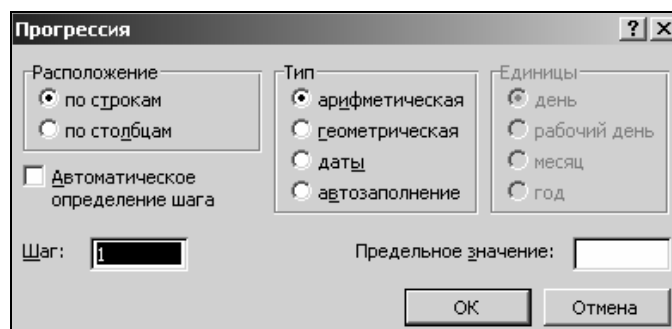 Прогрессия
Расположение
по строкам
по столбцам
Автоматическое
определение шага
Тип
арифметическая
геометрическая
даты
автозаполнение
Единицы
день
рабочий день
месяц
год
Шаг: 1
Предельное значение:
ОК
Отмена